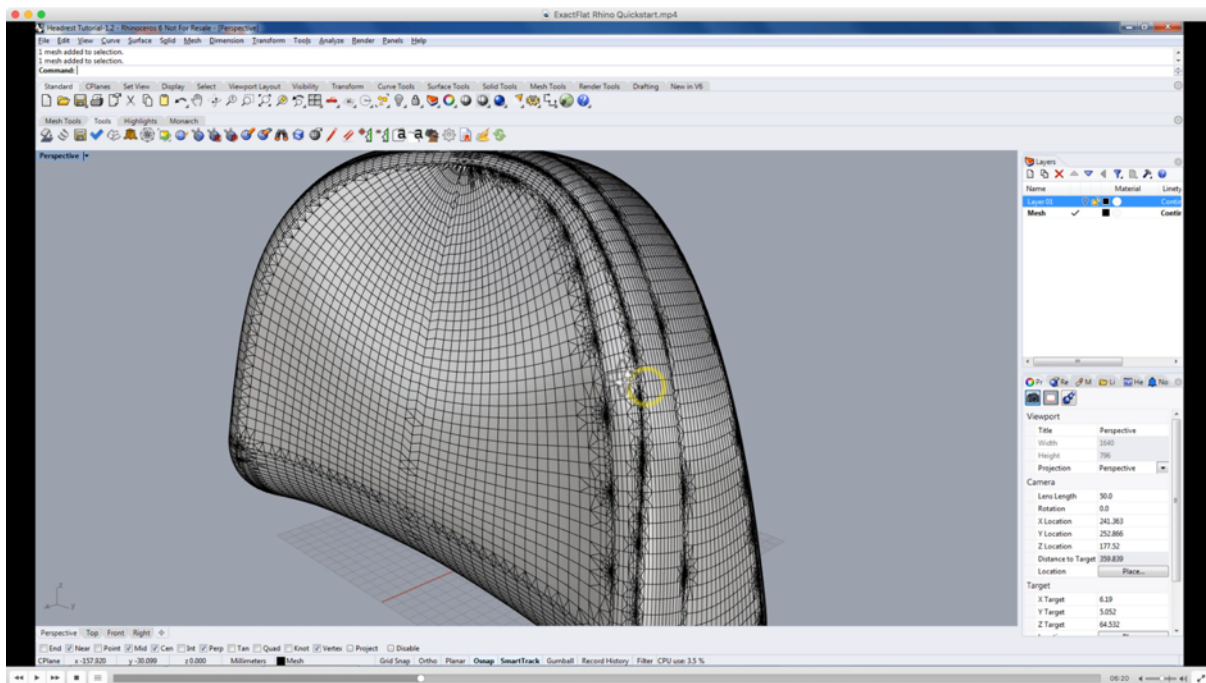 ExactFlat Rhino Quickstart.mp4
Headrest Tutorial-1.2 - Rhinoceros 6 Not For Resale - [Perspective]
File Edit View Curve Surface Solid Mesh Dimension Transform Tools Analyze Render Panels Help
1 mesh added to selection.
1 mesh added to selection.
Command:
Standard CPlanes Set View Display Select Viewport Layout Visibility Transform Curve Tools Surface Tools Solid Tools Mesh Tools Render Tools Drafting New in V6
Mesh Tools Tools Highlights Monarch
Perspective
Layers
Name Material Linety
Layer 01 Contin
Mesh Contin
Pr Re M Li He No
Viewport
Title Perspective
Width 1640
Height 796
Projection Perspective
Camera
Lens Length 50.0
Rotation 0.0
X Location 241.363
Y Location 252.866
Z Location 177.52
Distance to Target 359.839
Location Place...
Target
X Target 6.19
Y Target 5.052
Z Target 64.532
z
x y
Perspective Top Front Right
End Near Point Mid Cen Int Perp Tan Quad Knot Vertex Project Disable
CPlane x -157.920 y -30.099 z 0.000 Millimeters Mesh Grid Snap Ortho Planar Osnap SmartTrack Gumball Record History Filter CPU use: 3.5 %
06:20